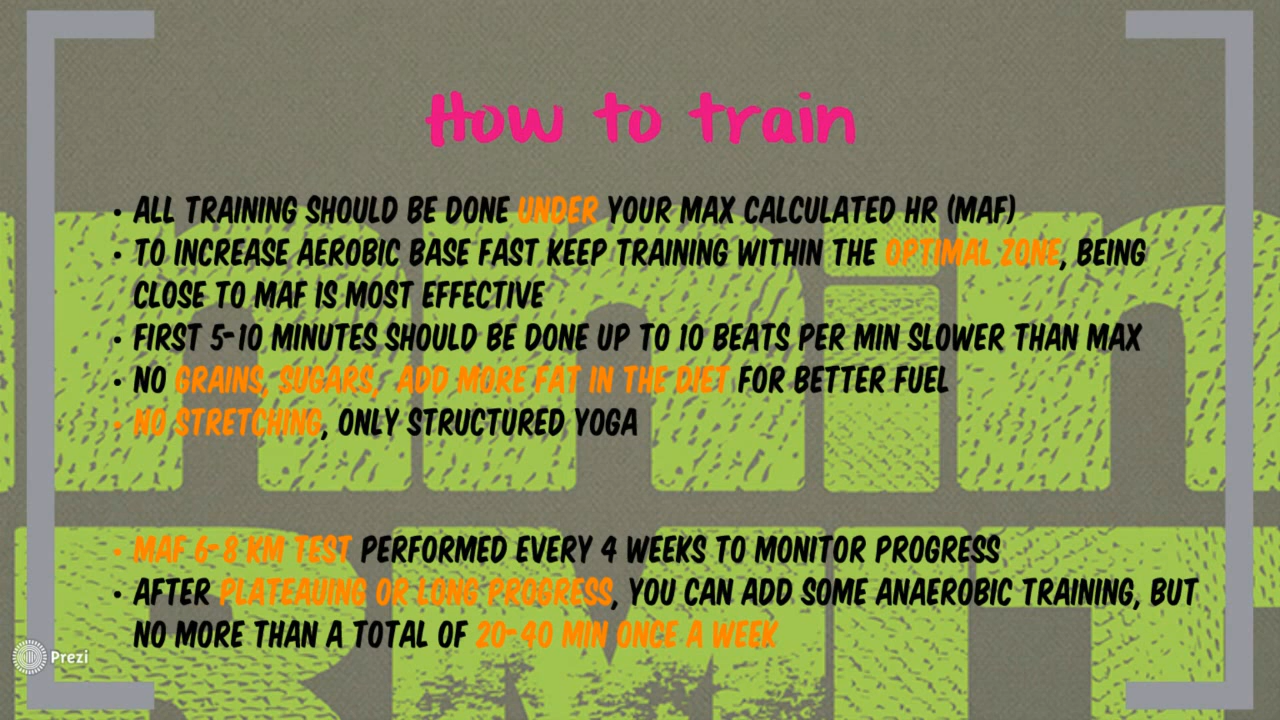 How to train
• ALL TRAINING SHOULD BE DONE UNDER YOUR MAX CALCULATED HR (MAF)
• TO INCREASE AEROBIC BASE FAST KEEP TRAINING WITHIN THE OPTIMAL ZONE, BEING
CLOSE TO MAF IS MOST EFFECTIVE
• FIRST 5-10 MINUTES SHOULD BE DONE UP TO 10 BEATS PER MIN SLOWER THAN MAX
• NO GRAINS, SUGARS, ADD MORE FAT IN THE DIET FOR BETTER FUEL
• NO STRETCHING, ONLY STRUCTURED YOGA
• MAF 6-8 KM TEST PERFORMED EVERY 4 WEEKS TO MONITOR PROGRESS
• AFTER PLATEAUING OR LONG PROGRESS, YOU CAN ADD SOME ANAEROBIC TRAINING, BUT
NO MORE THAN A TOTAL OF 20-40 MIN ONCE A WEEK
Prezi